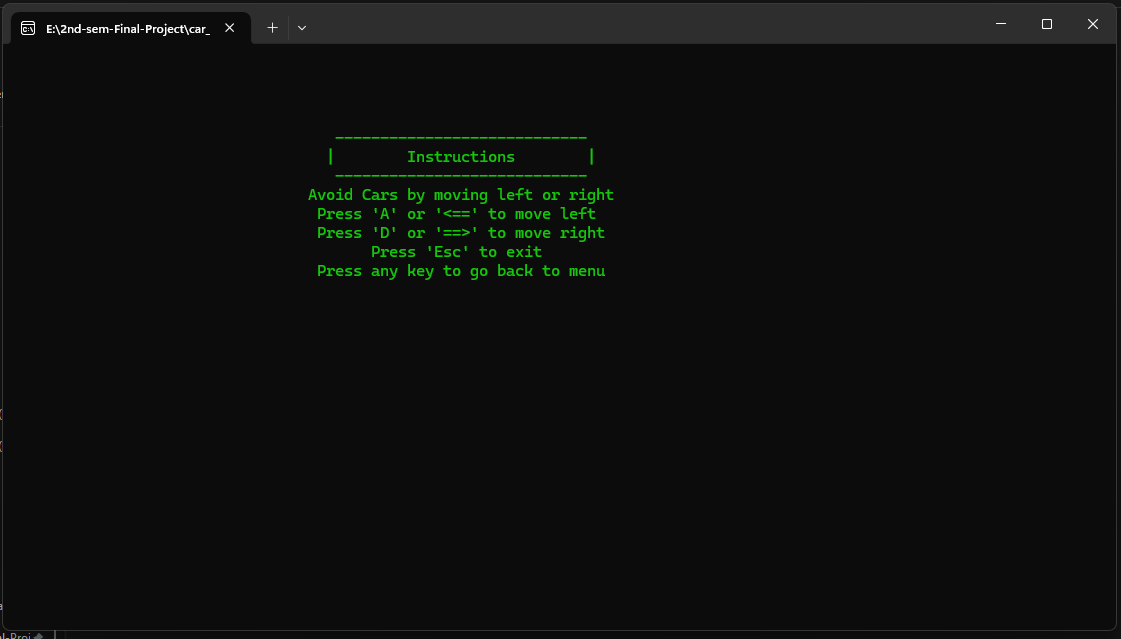 E:\2nd-sem-Final-Project\car_
----------------------------
|        Instructions        |
----------------------------
Avoid Cars by moving left or right
Press 'A' or '<==' to move left
Press 'D' or '==>' to move right
Press 'Esc' to exit
Press any key to go back to menu